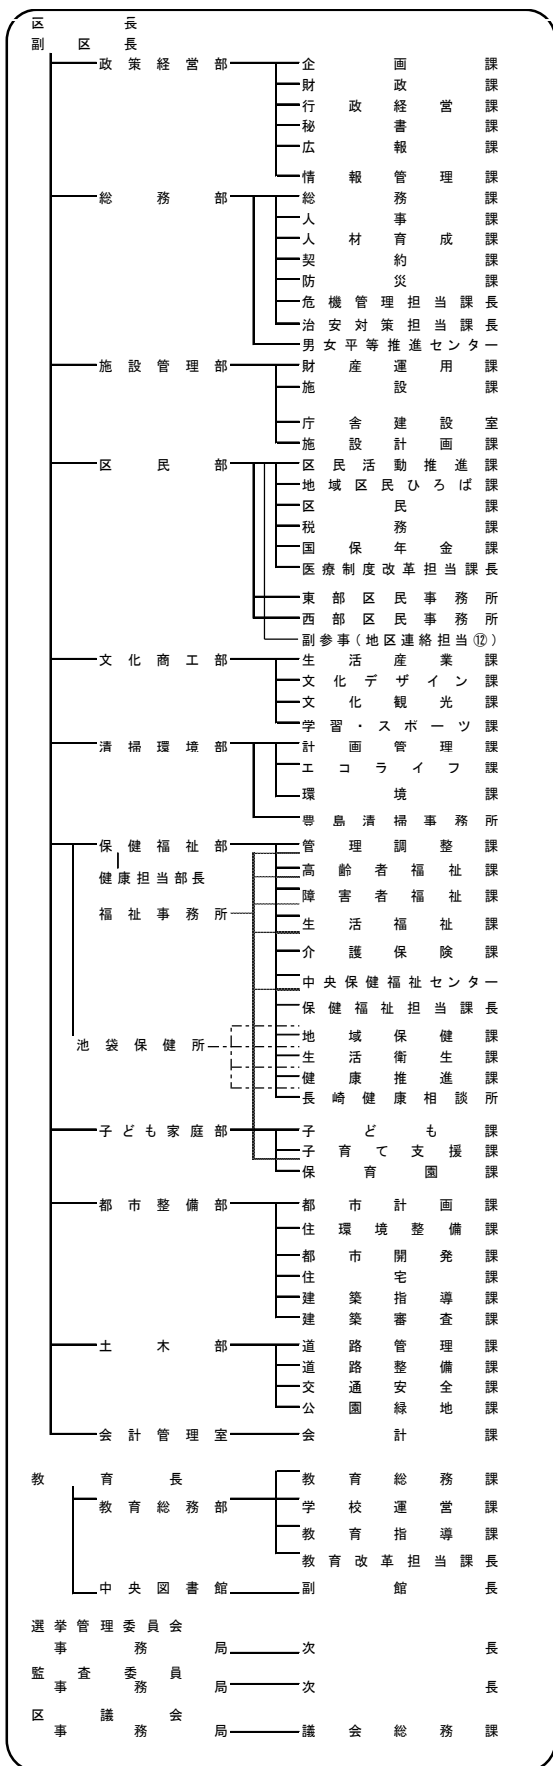 区長
副区長
政策経営部 企画課
財政課
行政経営課
秘書課
広報課
情報管理課
総務部 総務課
人事課
人材育成課
契約課
防災課
危機管理担当課長
治安対策担当課長
男女平等推進センター
施設管理部 財産運用課
施設課
庁舎建設室
施設計画課
区民部 区民活動推進課
地域区民ひろば課
区民課
税務課
国保年金課
医療制度改革担当課長
東部区民事務所
西部区民事務所
副参事(地区連絡担当⑫)
文化商工部 生活産業課
文化デザイン課
文化観光課
学習・スポーツ課
清掃環境部 計画管理課
エコライフ課
環境課
豊島清掃事務所
保健福祉部 管理調整課
高齢者福祉課
健康担当部長
障害者福祉課
福祉事務所
生活福祉課
介護保険課
中央保健福祉センター
保健福祉担当課長
地域保健課
池袋保健所
生活衛生課
健康推進課
長崎健康相談所
子ども家庭部 子ども課
子育て支援課
保育園課
都市整備部 都市計画課
住環境整備課
都市開発課
住宅課
建築指導課
建築審査課
土木部 道路管理課
道路整備課
交通安全課
公園緑地課
会計管理室 会計課
教育長 教育総務課
教育総務部 学校運営課
教育指導課
教育改革担当課長
中央図書館 副館長
選挙管理委員会
事務局 次長
監査委員
事務局 次長
区議会
事務局 議会総務課